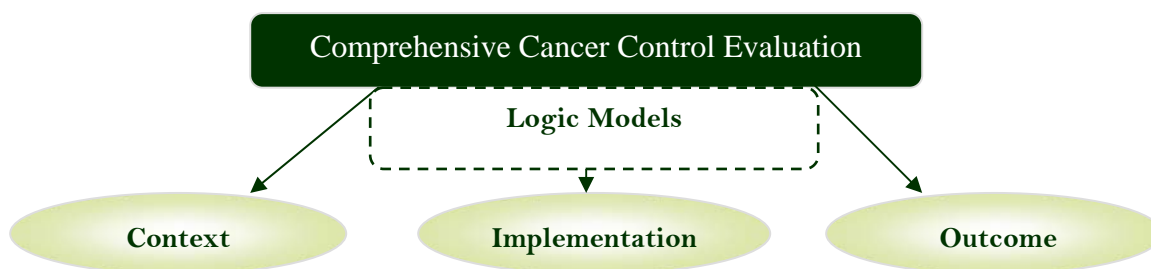 Comprehensive Cancer Control Evaluation
Logic Models
Context
Implementation
Outcome